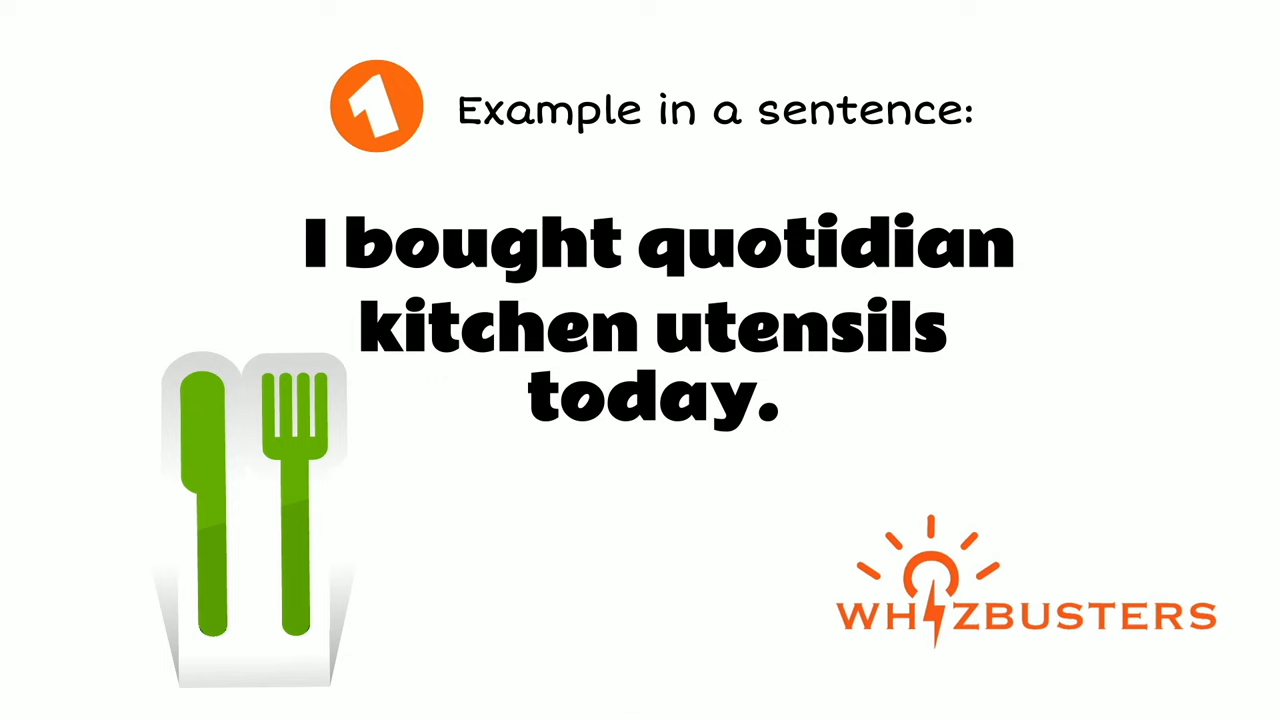 1 Example in a sentence:
I bought quotidian
kitchen utensils
today.
WHIZBUSTERS